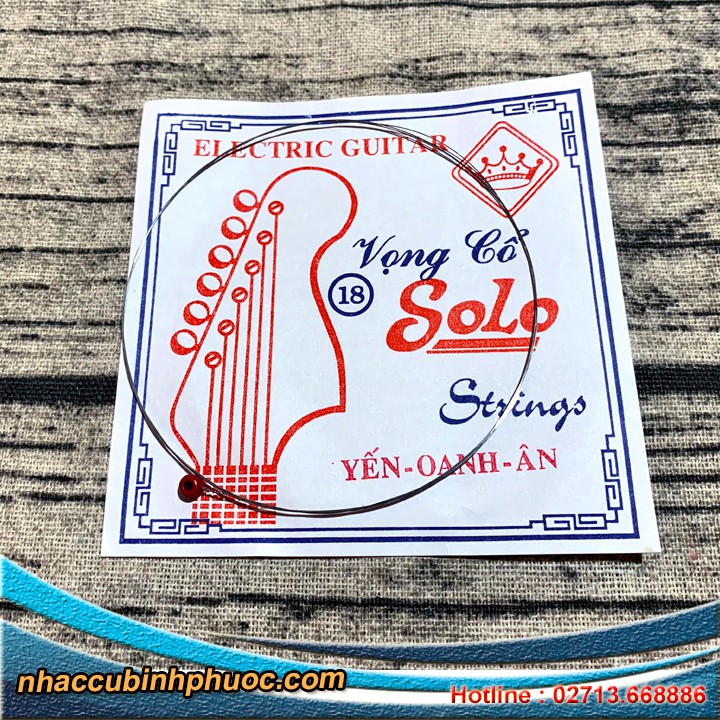 ELECTRIC GUITAR
Vọng Cổ
18
Solo
Strings
YẾN-OANH-ÂN
nhaccubinhphuoc.com
Hotline : 02713.668886